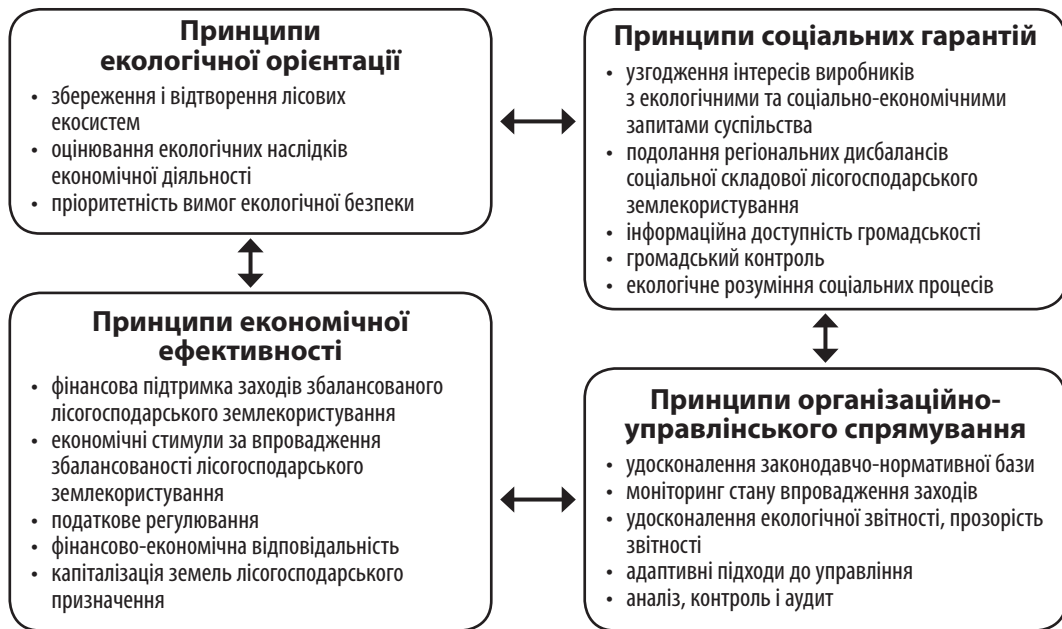 Принципи
екологічної орієнтації
• збереження і відтворення лісових
екосистем
• оцінювання екологічних наслідків
економічної діяльності
• пріоритетність вимог екологічної безпеки
Принципи соціальних гарантій
• узгодження інтересів виробників
з екологічними та соціально-економічними
запитами суспільства
• подолання регіональних дисбалансів
соціальної складової лісогосподарського
землекористування
• інформаційна доступність громадськості
• громадський контроль
• екологічне розуміння соціальних процесів
Принципи економічної
ефективності
• фінансова підтримка заходів збалансованого
лісогосподарського землекористування
• економічні стимули за впровадження
збалансованості лісогосподарського
землекористування
• податкове регулювання
• фінансово-економічна відповідальність
• капіталізація земель лісогосподарського
призначення
Принципи організаційно-
управлінського спрямування
• удосконалення законодавчо-нормативної бази
• моніторинг стану впровадження заходів
• удосконалення екологічної звітності, прозорість
звітності
• адаптивні підходи до управління
• аналіз, контроль і аудит